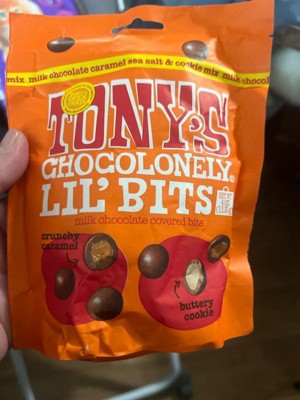 mix milk chocolate caramel sea salt & cookie mix milk chocol
TONY'S
CHOCOLONELY
LIL' BITS
milk chocolate covered bits
crunchy
caramel
buttery
cookie